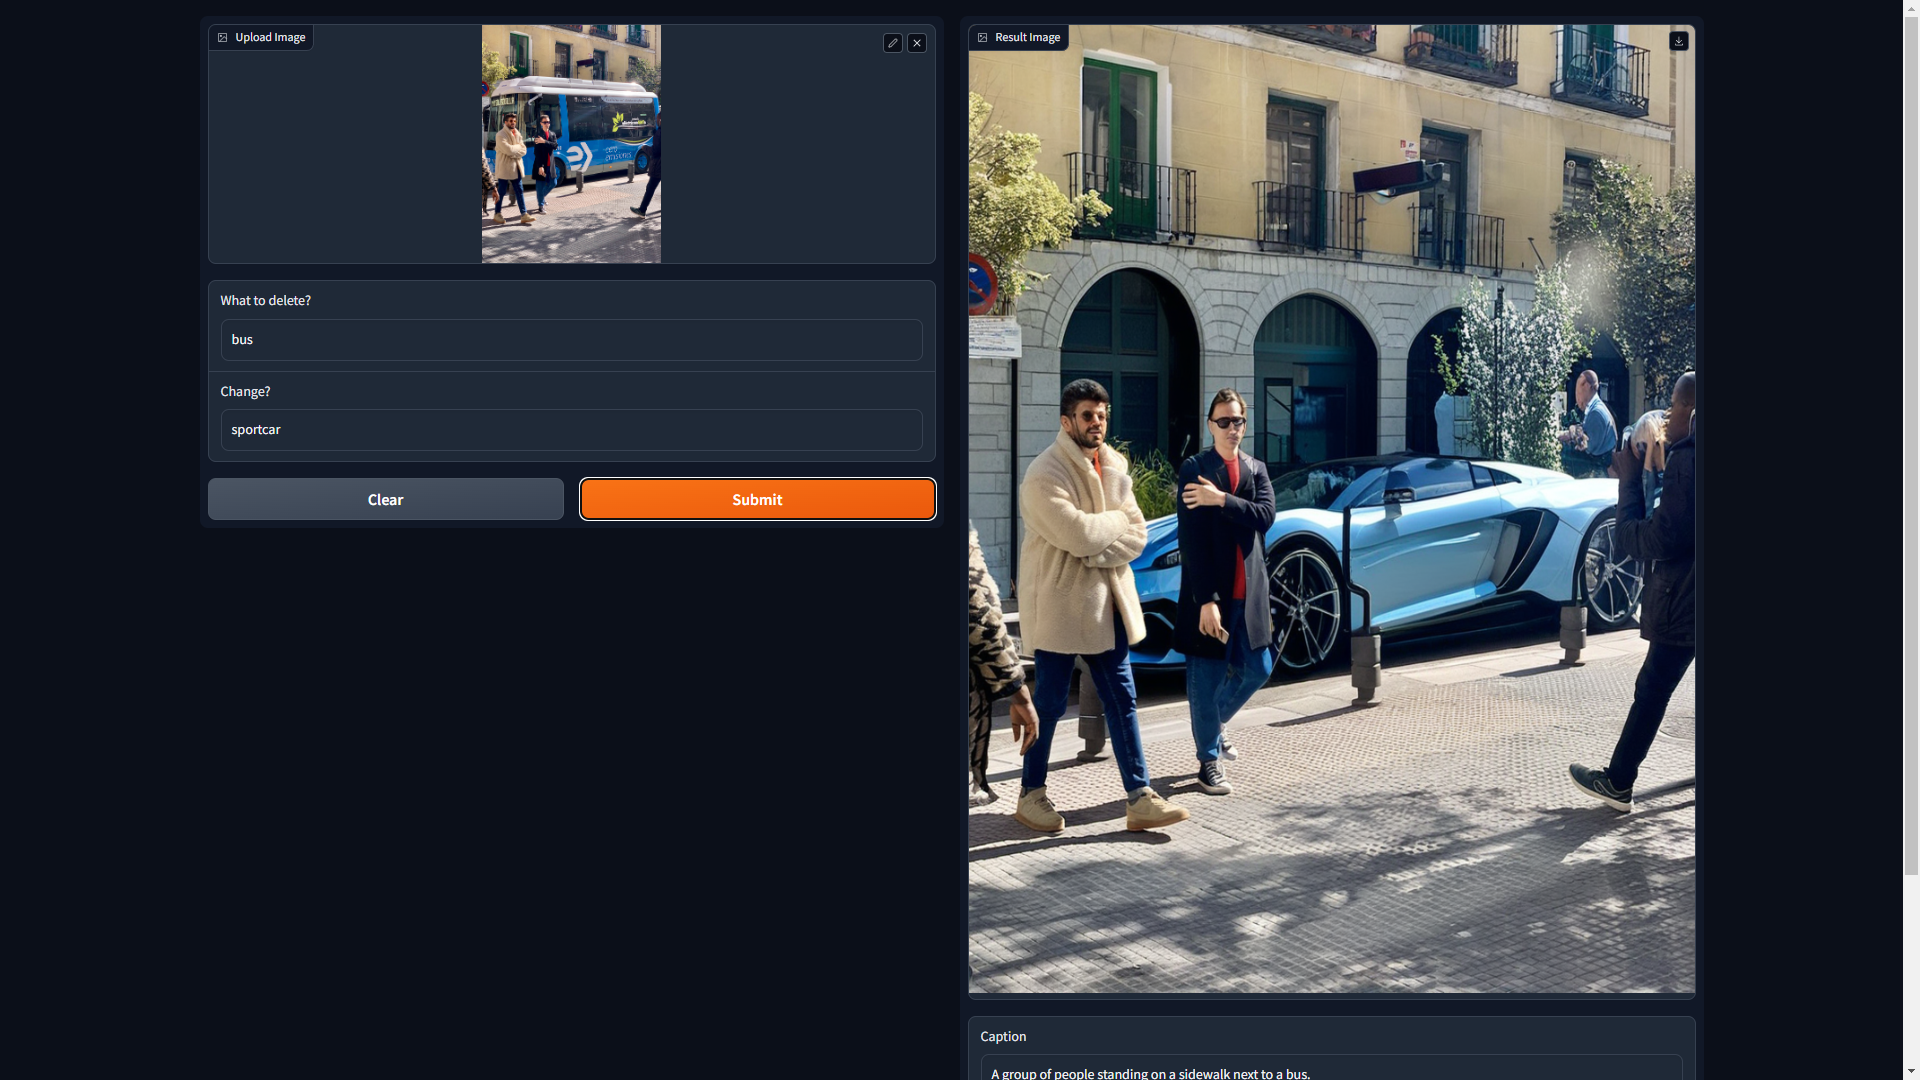 Upload Image
What to delete?
bus
Change?
sportcar
Clear
Submit
Result Image
Caption
A group of people standing on a sidewalk next to a bus.